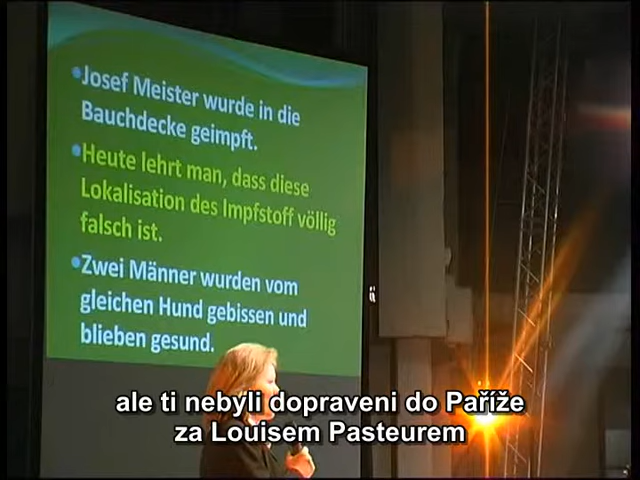 •Josef Meister wurde in die
Bauchdecke geimpft.
•Heute lehrt man, dass diese
Lokalisation des Impfstoff völlig
falsch ist.
•Zwei Männer wurden vom
gleichen Hund gebissen und
blieben gesund.
ale ti nebyli dopraveni do Paříže
za Louisem Pasteurem